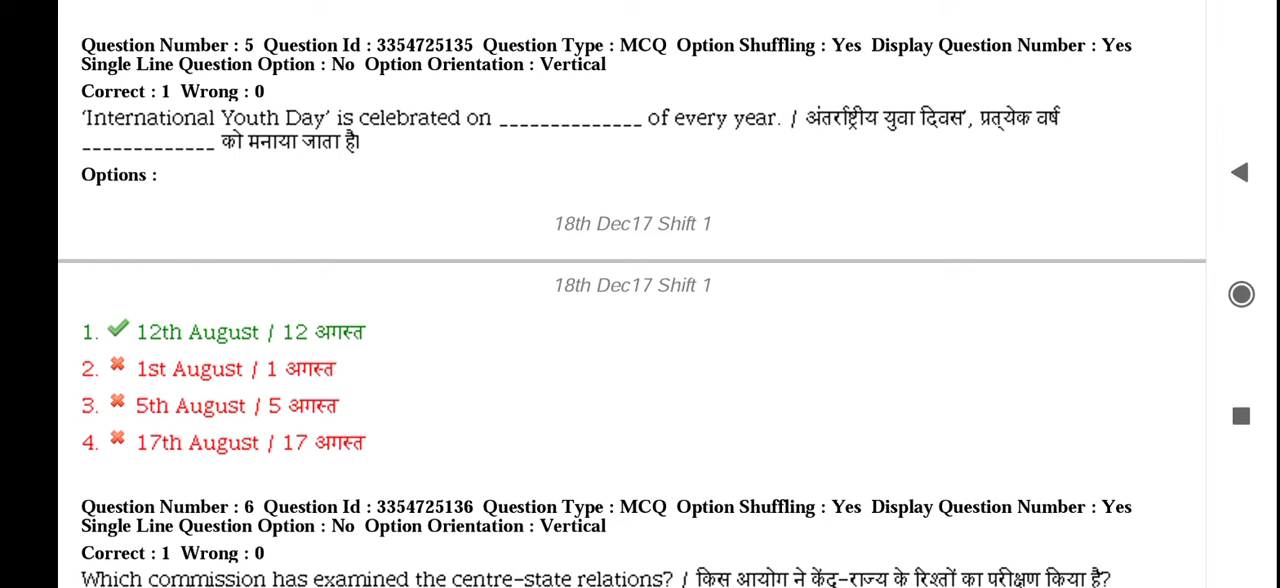 Question Number : 5 Question Id : 3354725135 Question Type : MCQ Option Shuffling : Yes Display Question Number : Yes
Single Line Question Option : No Option Orientation : Vertical
Correct : 1 Wrong : 0
‘International Youth Day’ is celebrated on ______________ of every year. / अंतर्राष्ट्रीय युवा दिवस’, प्रत्येक वर्ष
_____________ को मनाया जाता है।
Options :
18th Dec17 Shift 1
18th Dec17 Shift 1
1. 12th August / 12 अगस्त
2. 1st August / 1 अगस्त
3. 5th August / 5 अगस्त
4. 17th August / 17 अगस्त
Question Number : 6 Question Id : 3354725136 Question Type : MCQ Option Shuffling : Yes Display Question Number : Yes
Single Line Question Option : No Option Orientation : Vertical
Correct : 1 Wrong : 0
Which commission has examined the centre-state relations? / किस आयोग ने केंद्र-राज्य के रिश्तों का परीक्षण किया है?